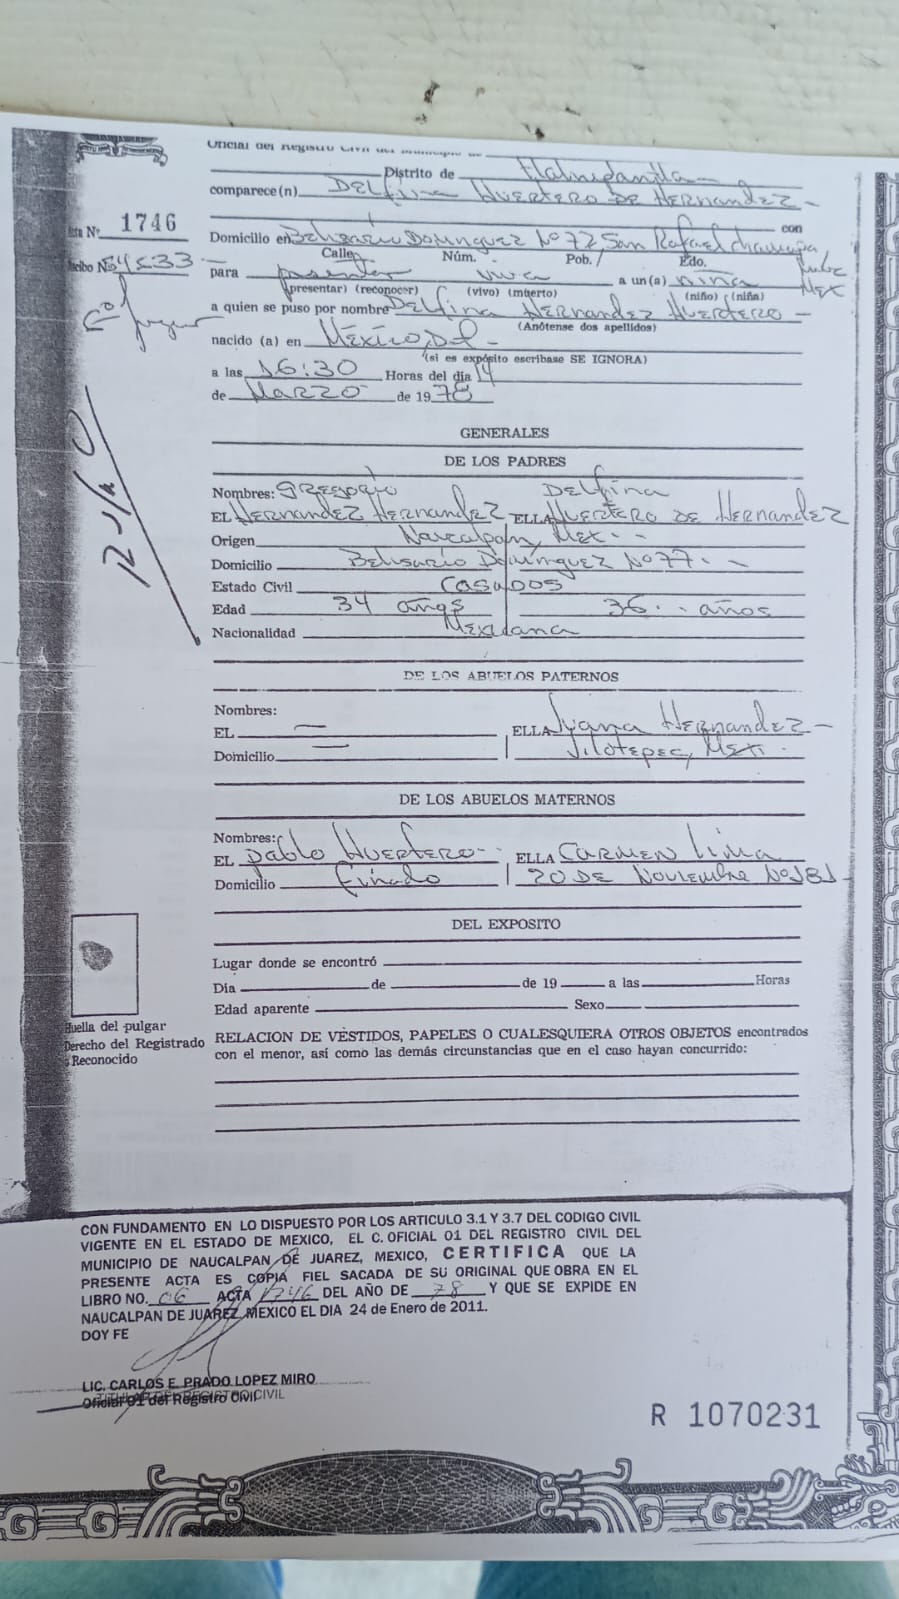 Oficial del Registro Civil del Municipio de
Distrito de Tlalnepantla
comparece(n) DELfina HUERTERO DE HERNANDEZ -
Acta Nº 1746
con
Domicilio en Belisario Dominguez Nº 72 San Rafael chamapa,
Calle Núm. Pob. Edo.
Recibo Nº 54533 -
Mex
para presentar viva a un(a) niña
(presentar) (reconocer) (vivo) (muerto) (niño) (niña)
a quien se puso por nombre DELfina HERNANDEZ HUERTERO -
(Anótense dos apellidos)
nacido (a) en México, D.F. -
(si es expósito escribase SE IGNORA)
a las 16:30 Horas del día 14
de MARZO de 1978
GENERALES
DE LOS PADRES
Nombres: gREgoRio DELfina
EL HERNANDEZ HERNANDEZ ELLA HUERTERO DE HERNANDEZ
Origen Naucalpan, Mex. - -
Domicilio BElisario Domínguez Nº 77 - -
Estado Civil CASADOS
Edad 34 años 36 - - años
Nacionalidad Mexicana
DE LOS ABUELOS PATERNOS
Nombres:
EL — ELLA Juana HERNANDEZ -
Domicilio — Jilotepec, Mex.
DE LOS ABUELOS MATERNOS
Nombres:
EL Pablo HUERTERO - ELLA CARMEN Lima
Domicilio finado 20 DE Noviembre Nº 181 -
DEL EXPOSITO
Lugar donde se encontró
Día de de 19 a las Horas
Edad aparente Sexo
Huella del pulgar
Derecho del Registrado
o Reconocido
RELACION DE VESTIDOS, PAPELES O CUALESQUIERA OTROS OBJETOS encontrados
con el menor, así como las demás circunstancias que en el caso hayan concurrido:
CON FUNDAMENTO EN LO DISPUESTO POR LOS ARTICULO 3.1 Y 3.7 DEL CODIGO CIVIL
VIGENTE EN EL ESTADO DE MEXICO, EL C. OFICIAL 01 DEL REGISTRO CIVIL DEL
MUNICIPIO DE NAUCALPAN DE JUAREZ, MEXICO, CERTIFICA QUE LA
PRESENTE ACTA ES COPIA FIEL SACADA DE SU ORIGINAL QUE OBRA EN EL
LIBRO NO. 06 ACTA 1746 DEL AÑO DE 78 Y QUE SE EXPIDE EN
NAUCALPAN DE JUAREZ MEXICO EL DIA 24 de Enero de 2011.
DOY FE
LIC. CARLOS E. PRADO LOPEZ MIRO
Oficial 01 del Registro Civil
TITULAR DEL REGISTRO CIVIL
R 1070231